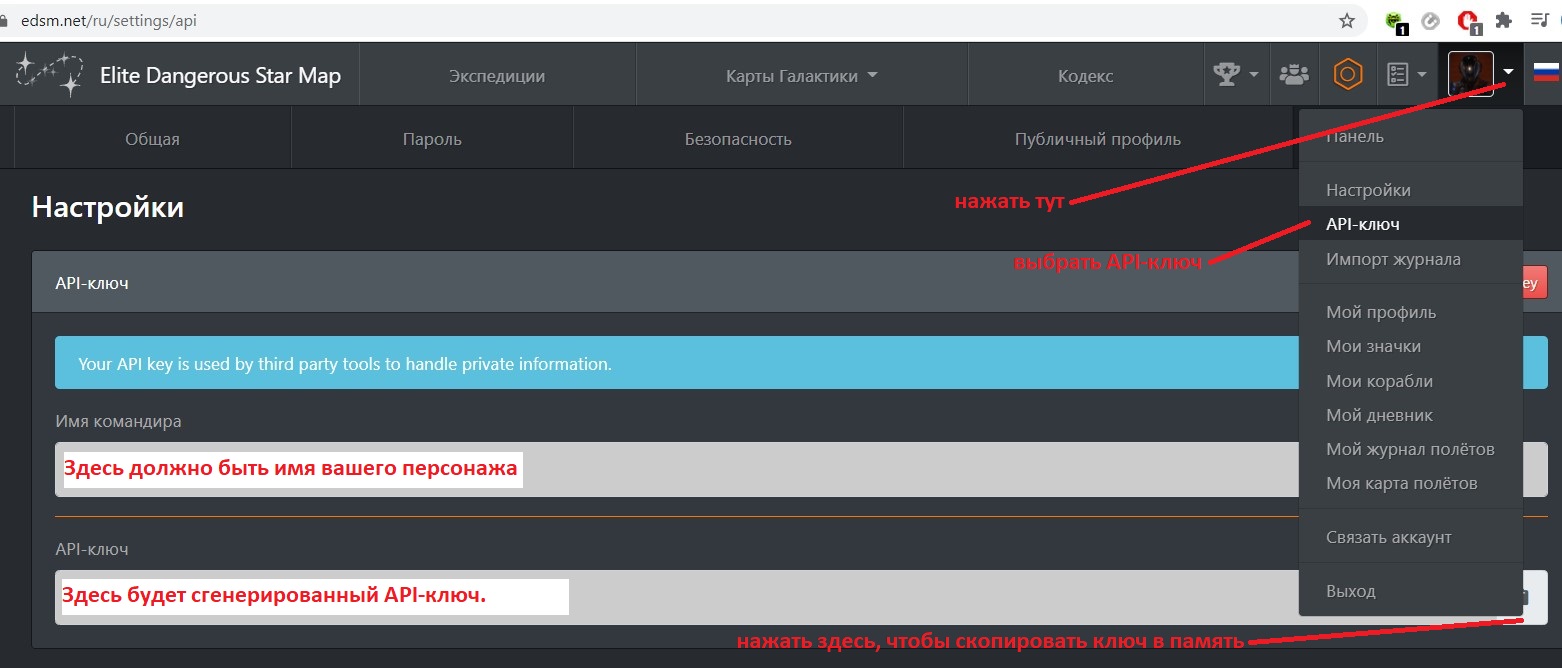 edsm.net/ru/settings/api
1
1
Elite Dangerous Star Map
Экспедиции
Карты Галактики
Кодекс
Общая
Пароль
Безопасность
Публичный профиль
Панель
Настройки
нажать тут
Настройки
API-ключ
выбрать API-ключ
Импорт журнала
API-ключ
ey
Мой профиль
Your API key is used by third party tools to handle private information.
Мои значки
Мои корабли
Имя командира
Мой дневник
Мой журнал полётов
Здесь должно быть имя вашего персонажа
Моя карта полётов
Связать аккаунт
API-ключ
Здесь будет сгенерированный API-ключ.
Выход
нажать здесь, чтобы скопировать ключ в память